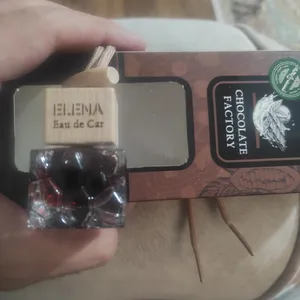 ELENA
Eau de Car
CHOCOLATE
FACTORY